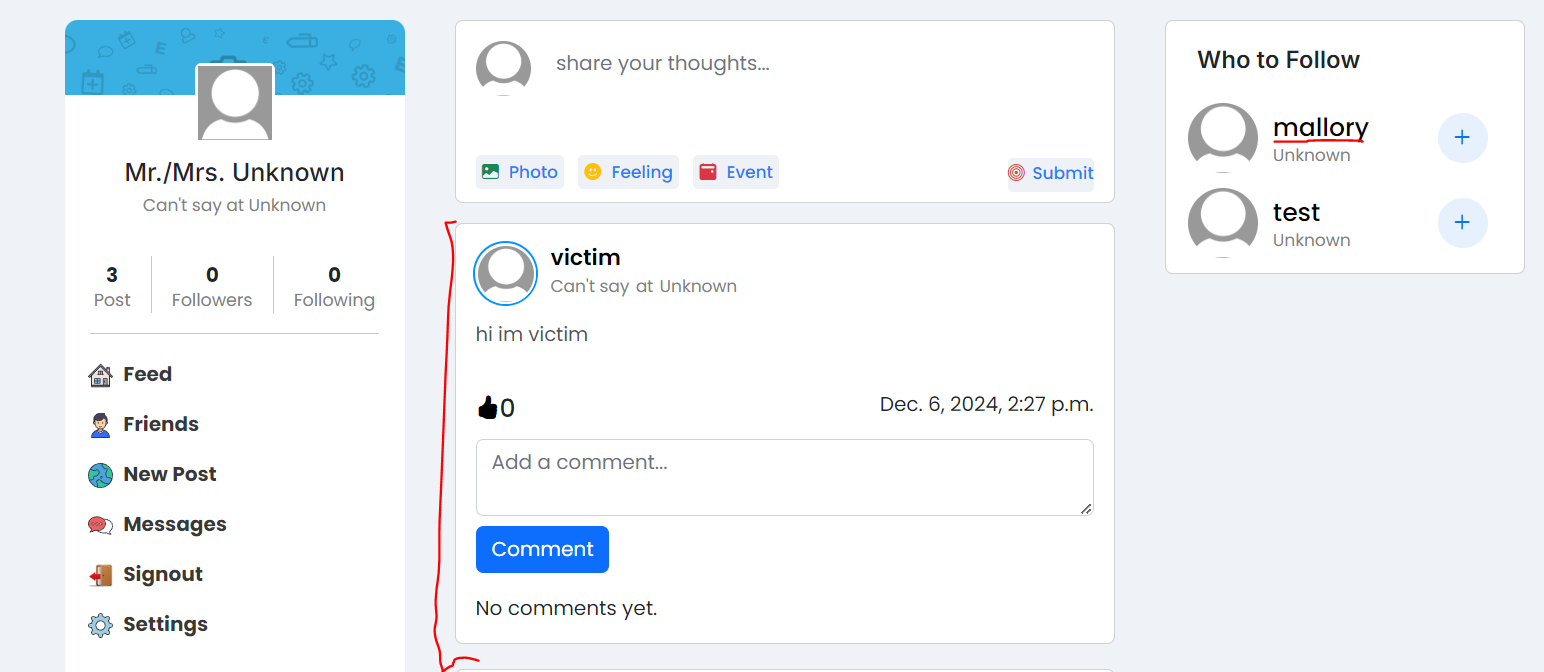 Mr./Mrs. Unknown
Can't say at Unknown
3 0 0
Post Followers Following
Feed
Friends
New Post
Messages
Signout
Settings
share your thoughts...
Photo Feeling Event Submit
victim
Can't say at Unknown
hi im victim
0 Dec. 6, 2024, 2:27 p.m.
Add a comment...
Comment
No comments yet.
Who to Follow
mallory
Unknown
+
test
Unknown
+